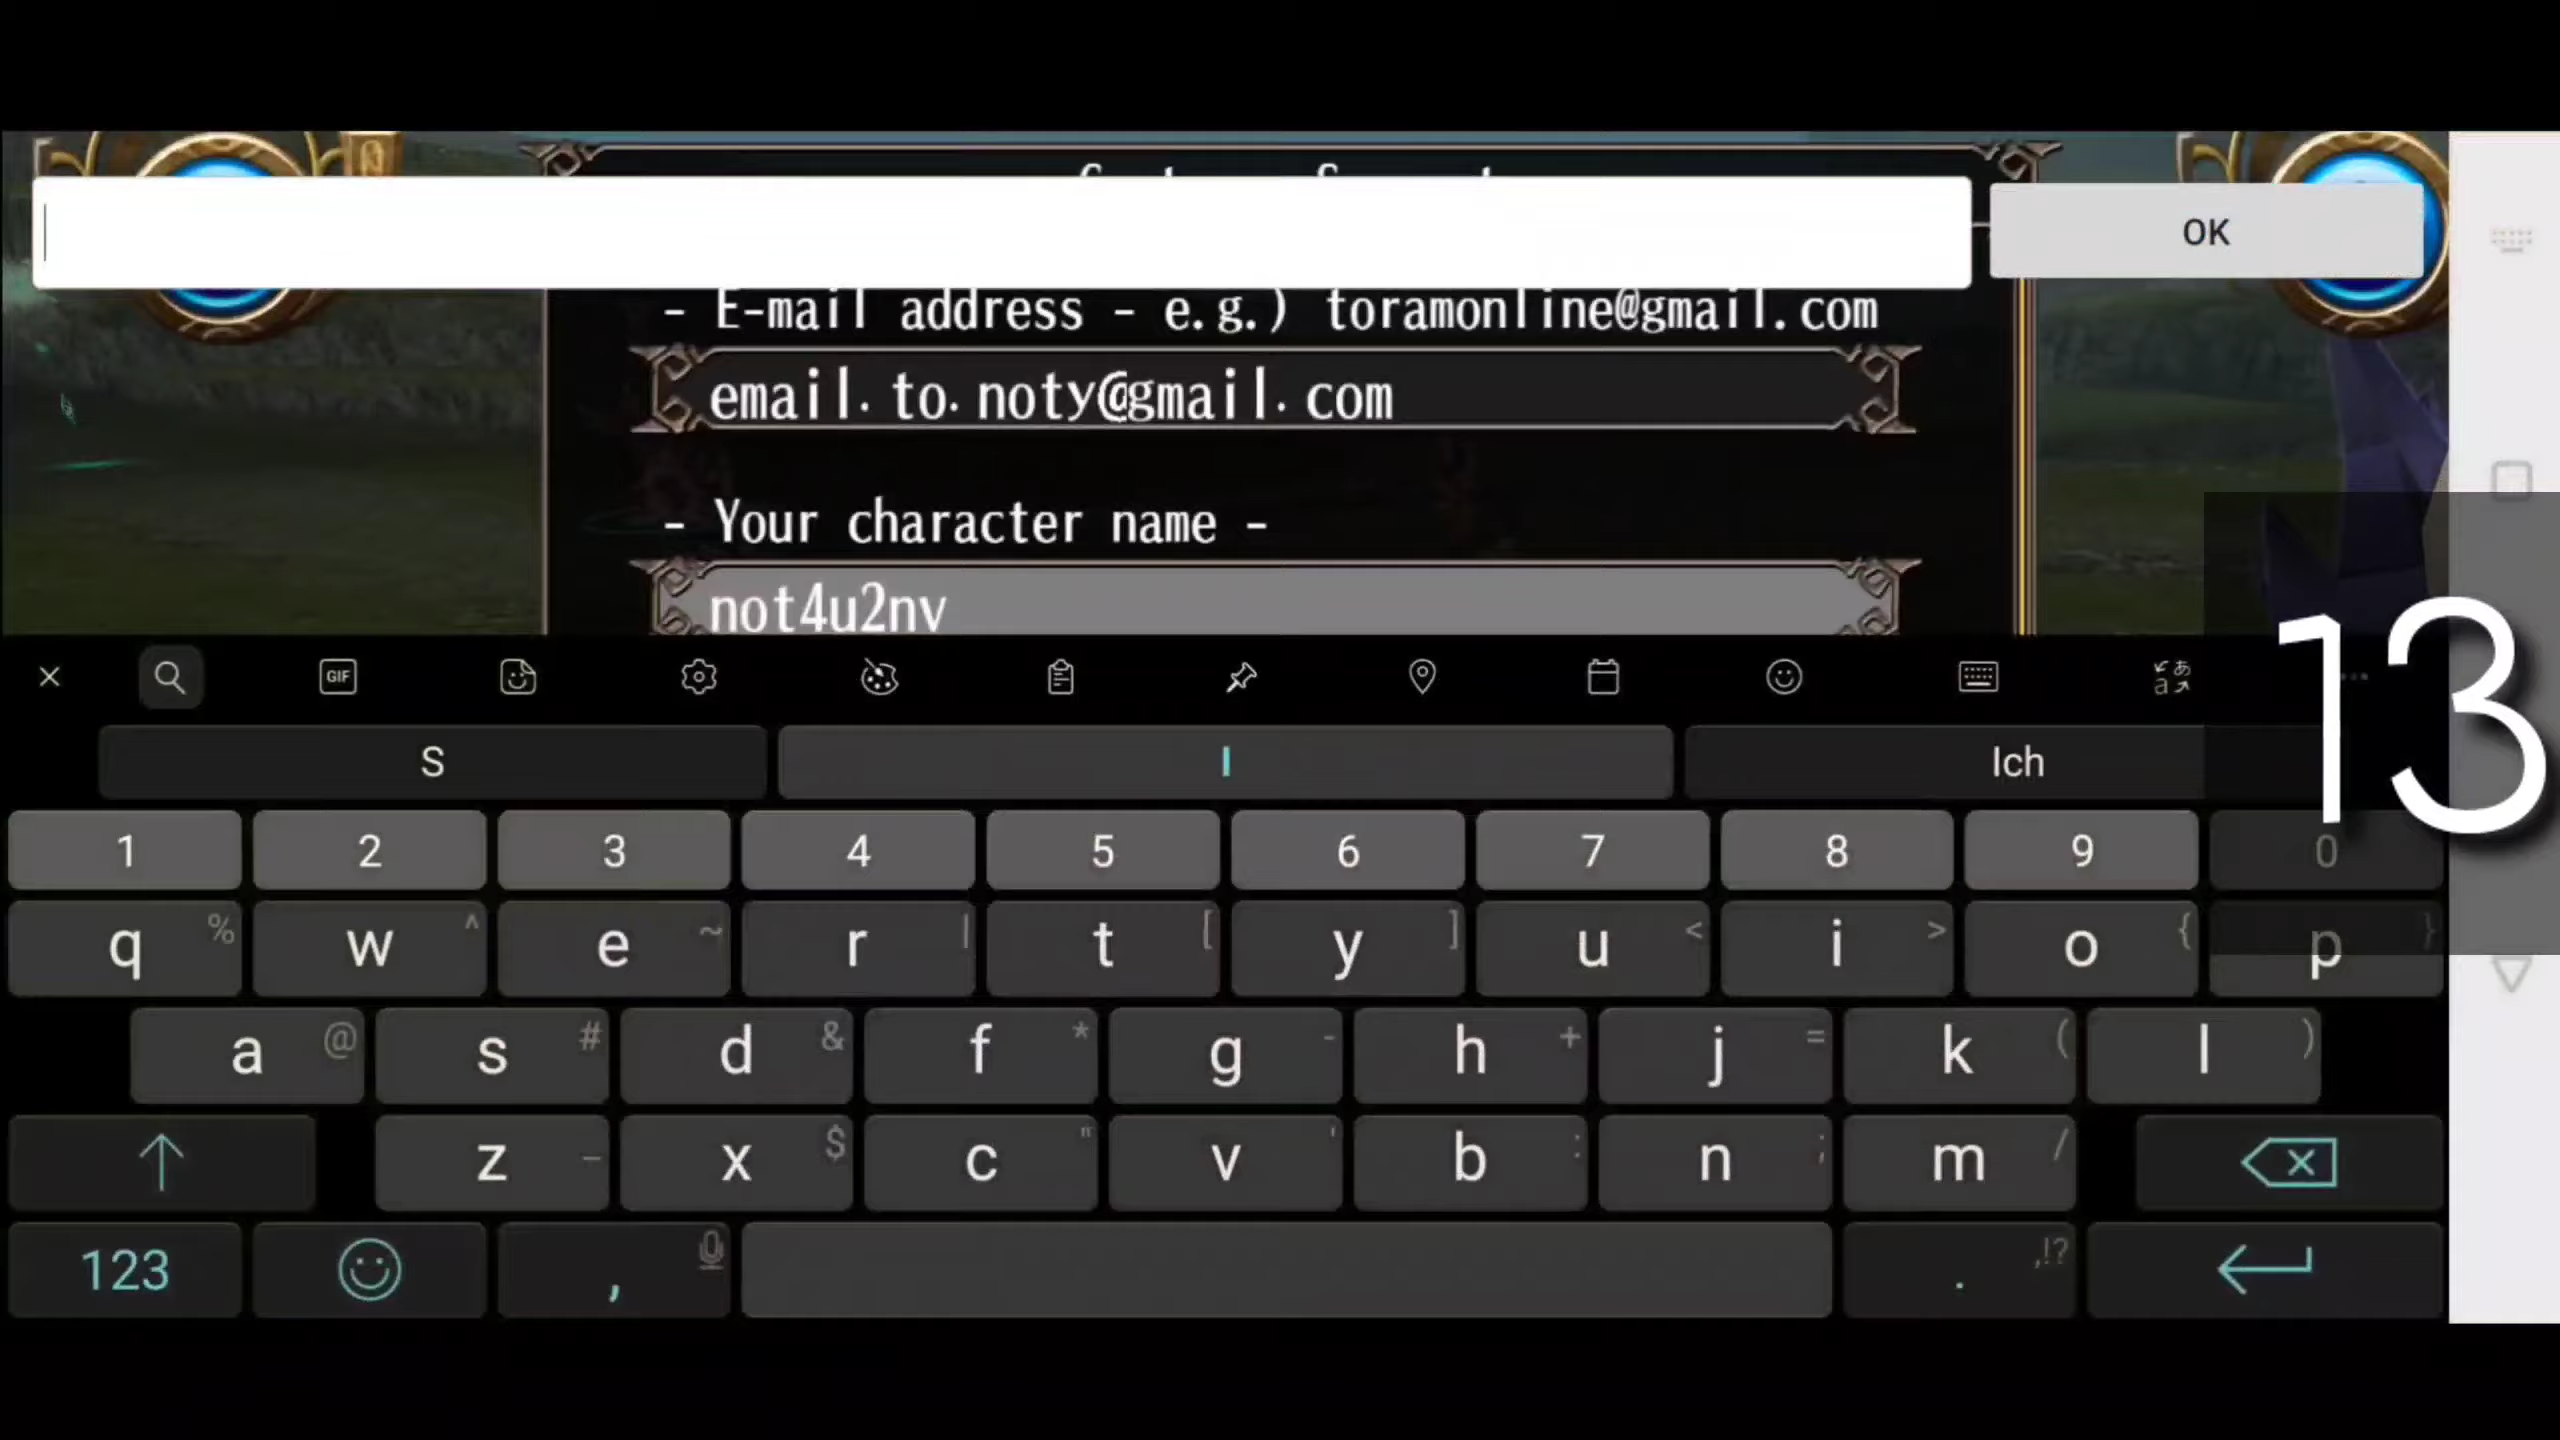 OK
- E-mail address - e.g.) toramonline@gmail.com
email.to.noty@gmail.com
- Your character name -
not4u2nv
GIF
S I Ich
13
1 2 3 4 5 6 7 8 9 0
q % w ^ e ~ r | t [ y ] u < i > o { p }
a @ s # d & f * g - h + j = k ( l )
z _ x $ c " v ' b : n ; m /
123 , . ,!?